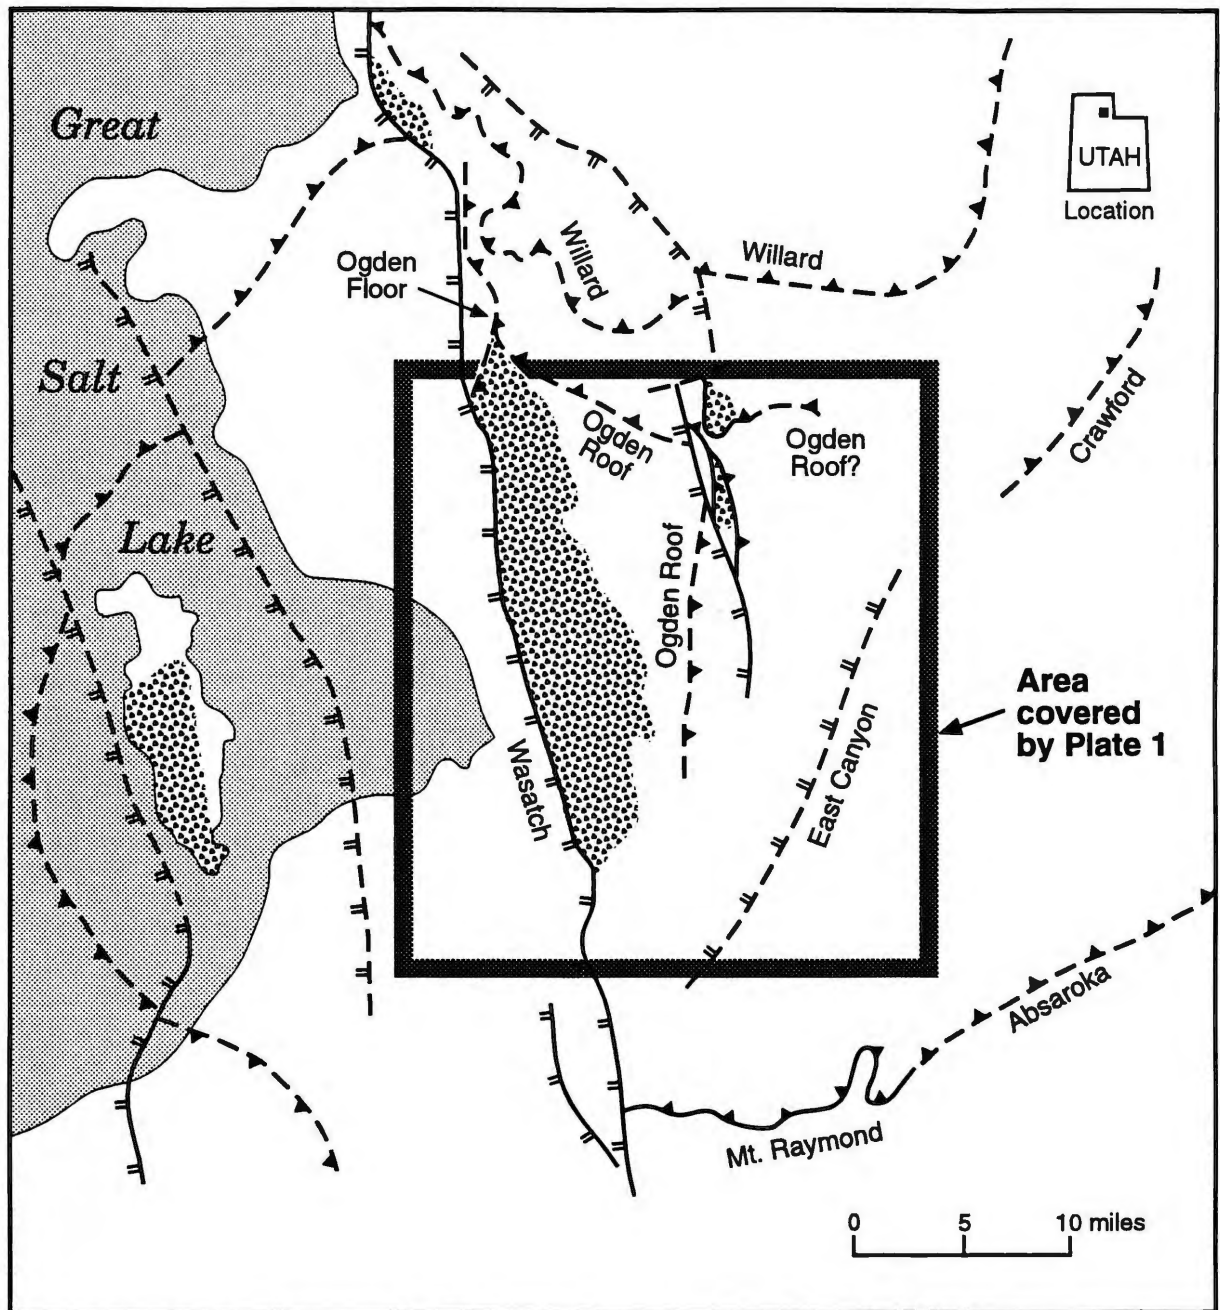 Great
UTAH
Location
Willard
Willard
Ogden
Floor
Salt
Crawford
Ogden
Roof
Ogden
Roof?
Lake
Ogden Roof
Area
covered
by Plate 1
Wasatch
East Canyon
Absaroka
Mt. Raymond
0 5 10 miles